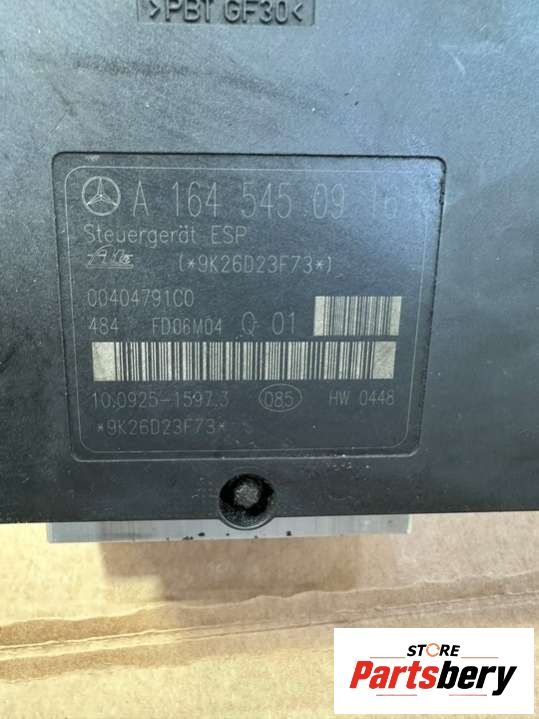 >PBT GF30<
A 164 545 09 16
Steuergerät ESP
Ate (*9K26D23F73*)
00404791C0
484 FD06M04 Q 01
10.0925-1597.3 085 HW 0448
*9K26D23F73*
STORE
Partsbery